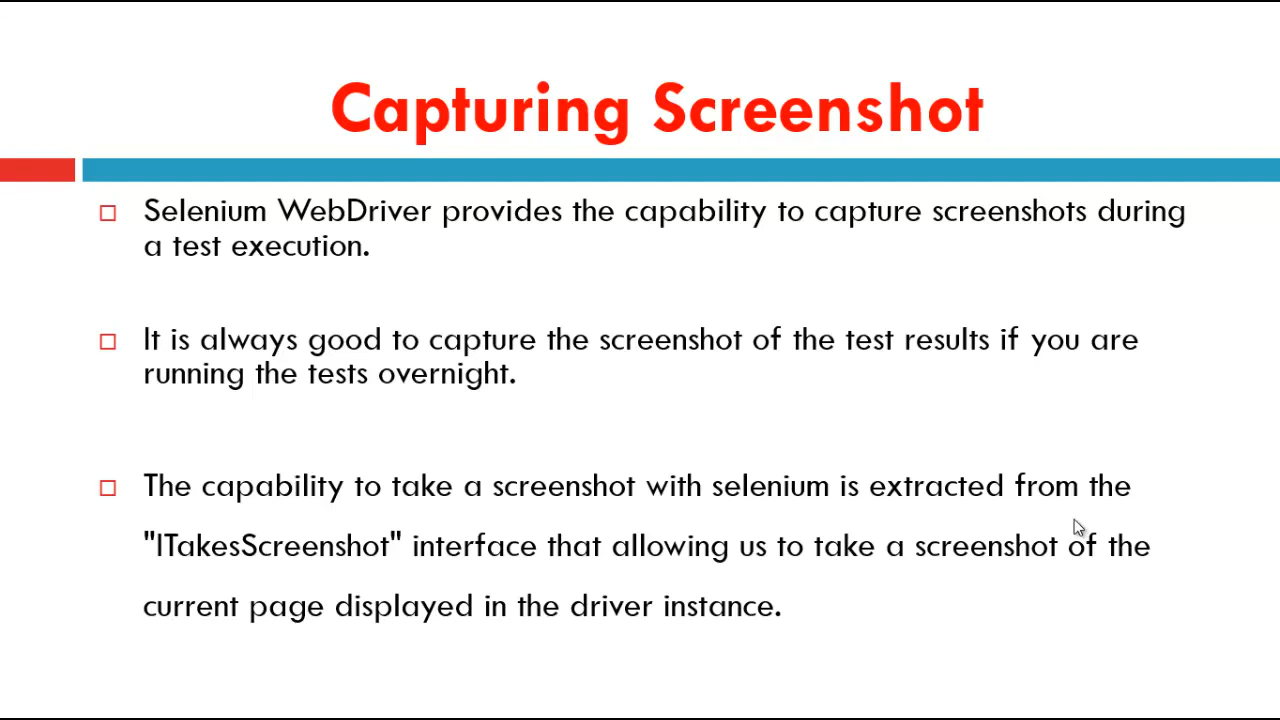 Capturing Screenshot
Selenium WebDriver provides the capability to capture screenshots during
a test execution.
It is always good to capture the screenshot of the test results if you are
running the tests overnight.
The capability to take a screenshot with selenium is extracted from the
"ITakesScreenshot" interface that allowing us to take a screenshot of the
current page displayed in the driver instance.